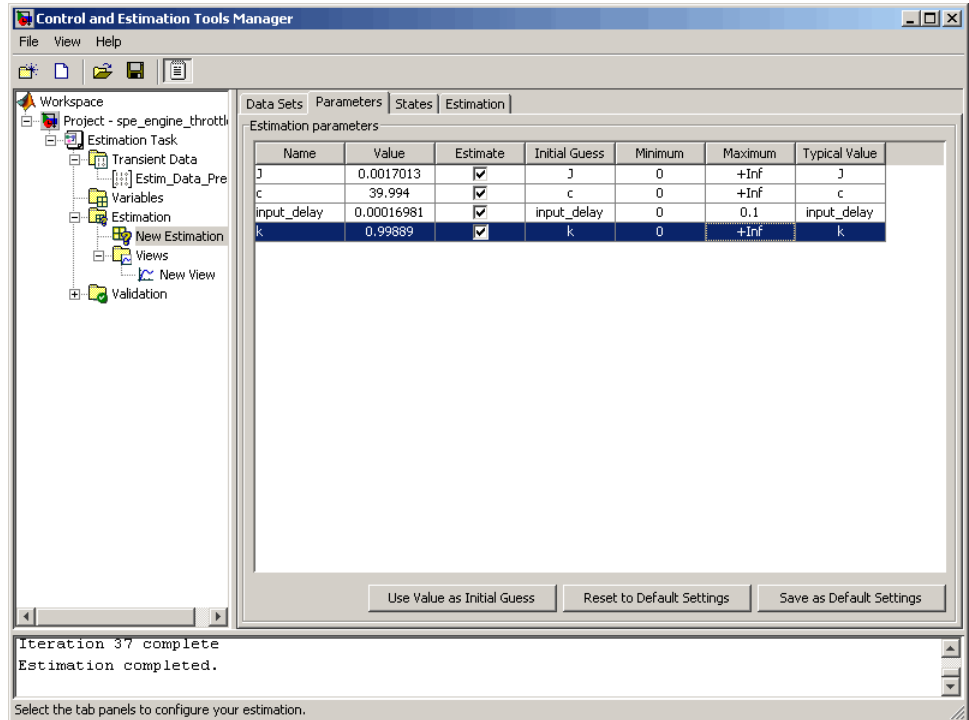 Control and Estimation Tools Manager
File View Help
Workspace
Project - spe_engine_throttl
Estimation Task
Transient Data
Estim_Data_Pre
Variables
Estimation
New Estimation
Views
New View
Validation
Data Sets Parameters States Estimation
Estimation parameters
Name Value Estimate Initial Guess Minimum Maximum Typical Value
J 0.0017013 J 0 +Inf J
c 39.994 c 0 +Inf c
input_delay 0.00016981 input_delay 0 0.1 input_delay
k 0.99889 k 0 +Inf k
Use Value as Initial Guess Reset to Default Settings Save as Default Settings
Iteration 37 complete
Estimation completed.
Select the tab panels to configure your estimation.